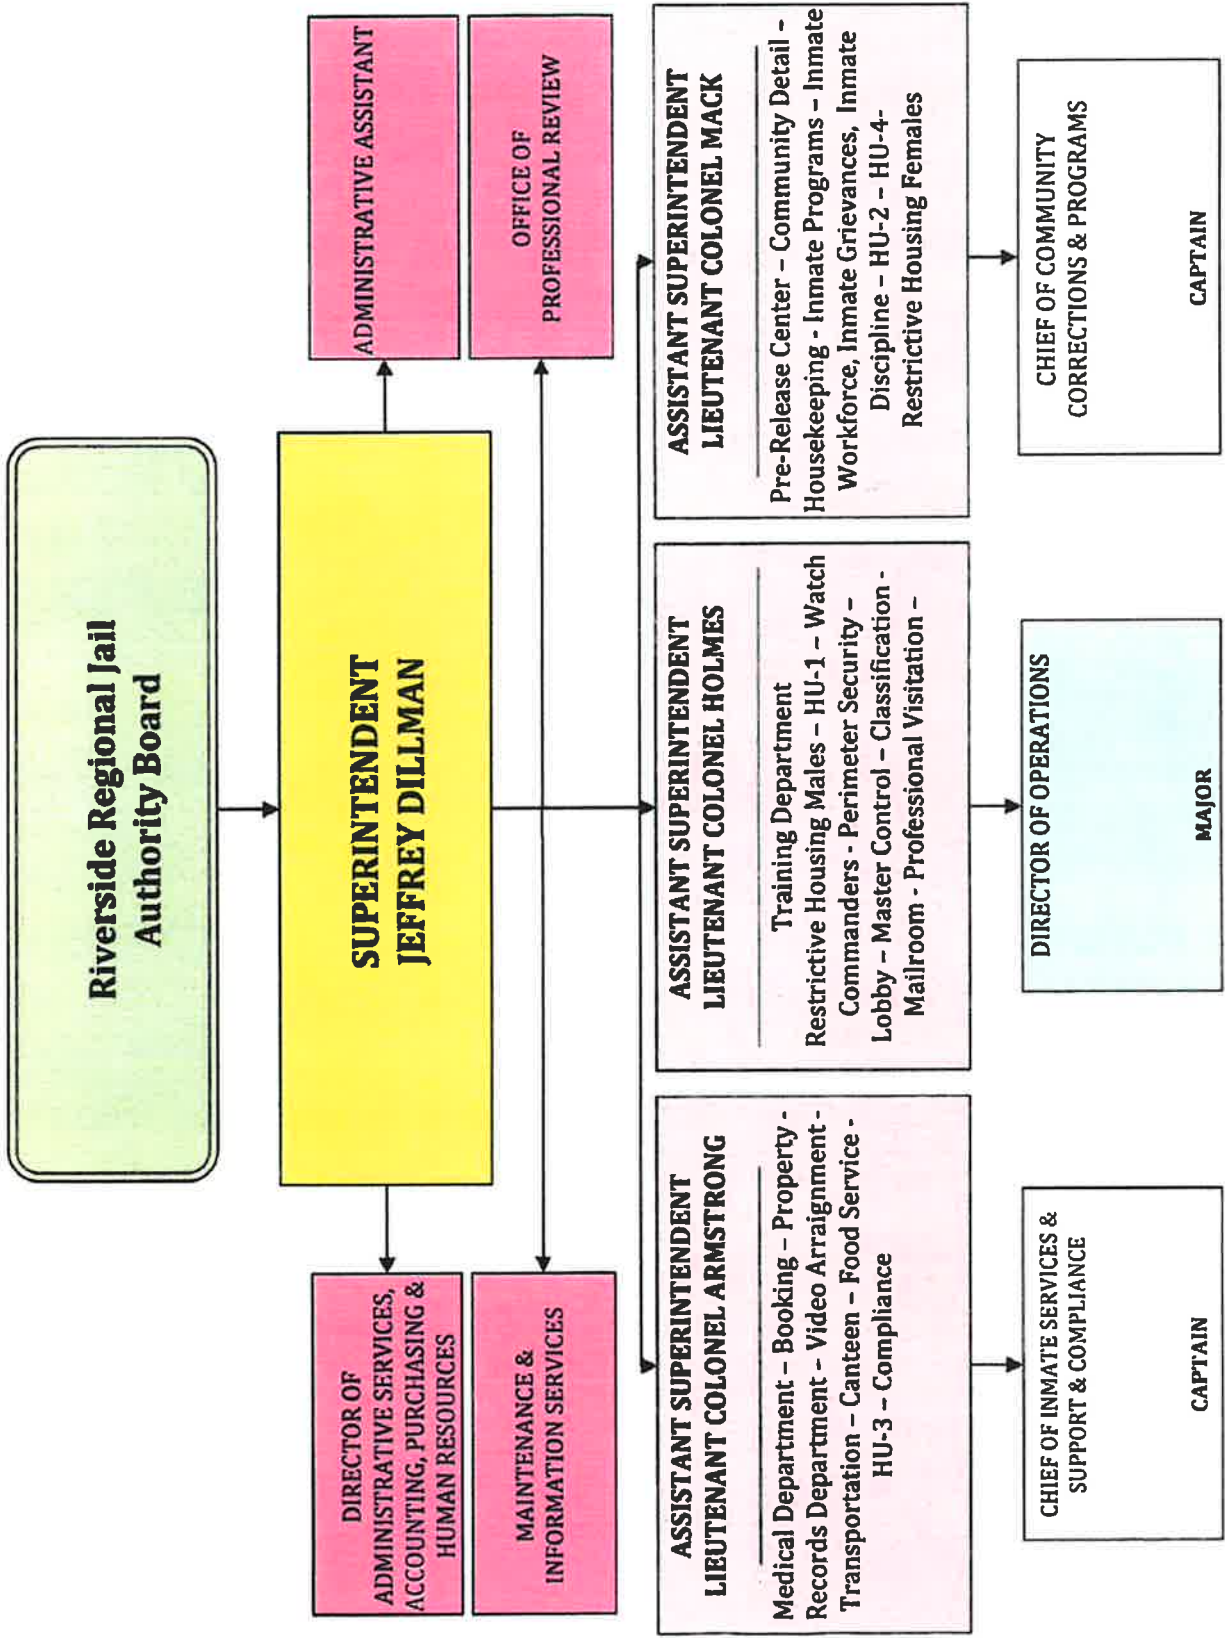 Riverside Regional Jail
Authority Board
SUPERINTENDENT
JEFFREY DILLMAN
DIRECTOR OF
ADMINISTRATIVE SERVICES,
ACCOUNTING, PURCHASING &
HUMAN RESOURCES
ADMINISTRATIVE ASSISTANT
MAINTENANCE &
INFORMATION SERVICES
OFFICE OF
PROFESSIONAL REVIEW
ASSISTANT SUPERINTENDENT
LIEUTENANT COLONEL ARMSTRONG
Medical Department – Booking – Property -
Records Department - Video Arraignment -
Transportation – Canteen – Food Service -
HU-3 – Compliance
ASSISTANT SUPERINTENDENT
LIEUTENANT COLONEL HOLMES
Training Department
Restrictive Housing Males – HU-1 – Watch
Commanders - Perimeter Security –
Lobby – Master Control – Classification -
Mailroom - Professional Visitation –
ASSISTANT SUPERINTENDENT
LIEUTENANT COLONEL MACK
Pre-Release Center – Community Detail –
Housekeeping - Inmate Programs – Inmate
Workforce, Inmate Grievances, Inmate
Discipline – HU-2 – HU-4-
Restrictive Housing Females
CHIEF OF INMATE SERVICES &
SUPPORT & COMPLIANCE
CAPTAIN
DIRECTOR OF OPERATIONS
MAJOR
CHIEF OF COMMUNITY
CORRECTIONS & PROGRAMS
CAPTAIN